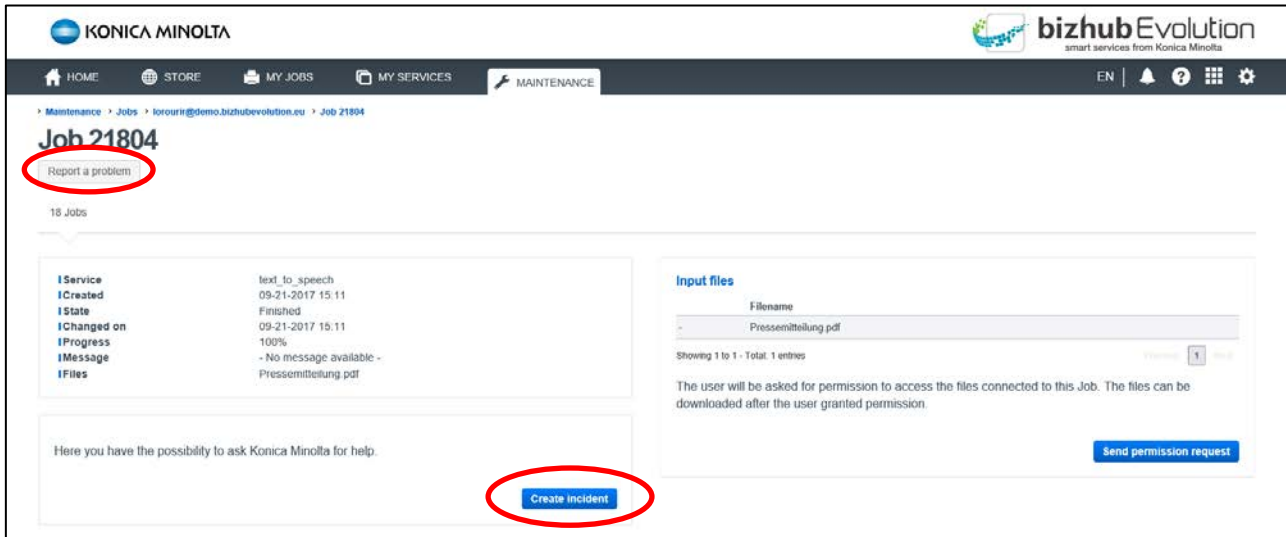 KONICA MINOLTA
bizhub Evolution
smart services from Konica Minolta
HOME STORE MY JOBS MY SERVICES MAINTENANCE EN
› Maintenance › Jobs › lorourir@demo.bizhubevolution.eu › Job 21804
Job 21804
Report a problem
18 Jobs
Service text_to_speech
Created 09-21-2017 15:11
State Finished
Changed on 09-21-2017 15:11
Progress 100%
Message - No message available -
Files Pressemitteilung.pdf
Here you have the possibility to ask Konica Minolta for help.
Create incident
Input files
Filename
- Pressemitteilung.pdf
Showing 1 to 1 - Total: 1 entries 1
The user will be asked for permission to access the files connected to this Job. The files can be
downloaded after the user granted permission.
Send permission request